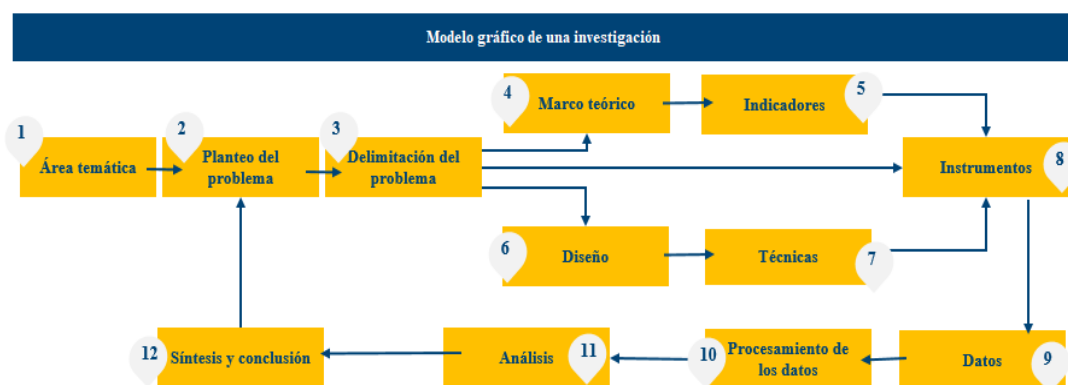 Modelo gráfico de una investigación
1
Área temática
2
Planteo del
problema
3
Delimitación del
problema
4
Marco teórico
5
Indicadores
6
Diseño
7
Técnicas
8
Instrumentos
9
Datos
10
Procesamiento de
los datos
11
Análisis
12
Síntesis y conclusión